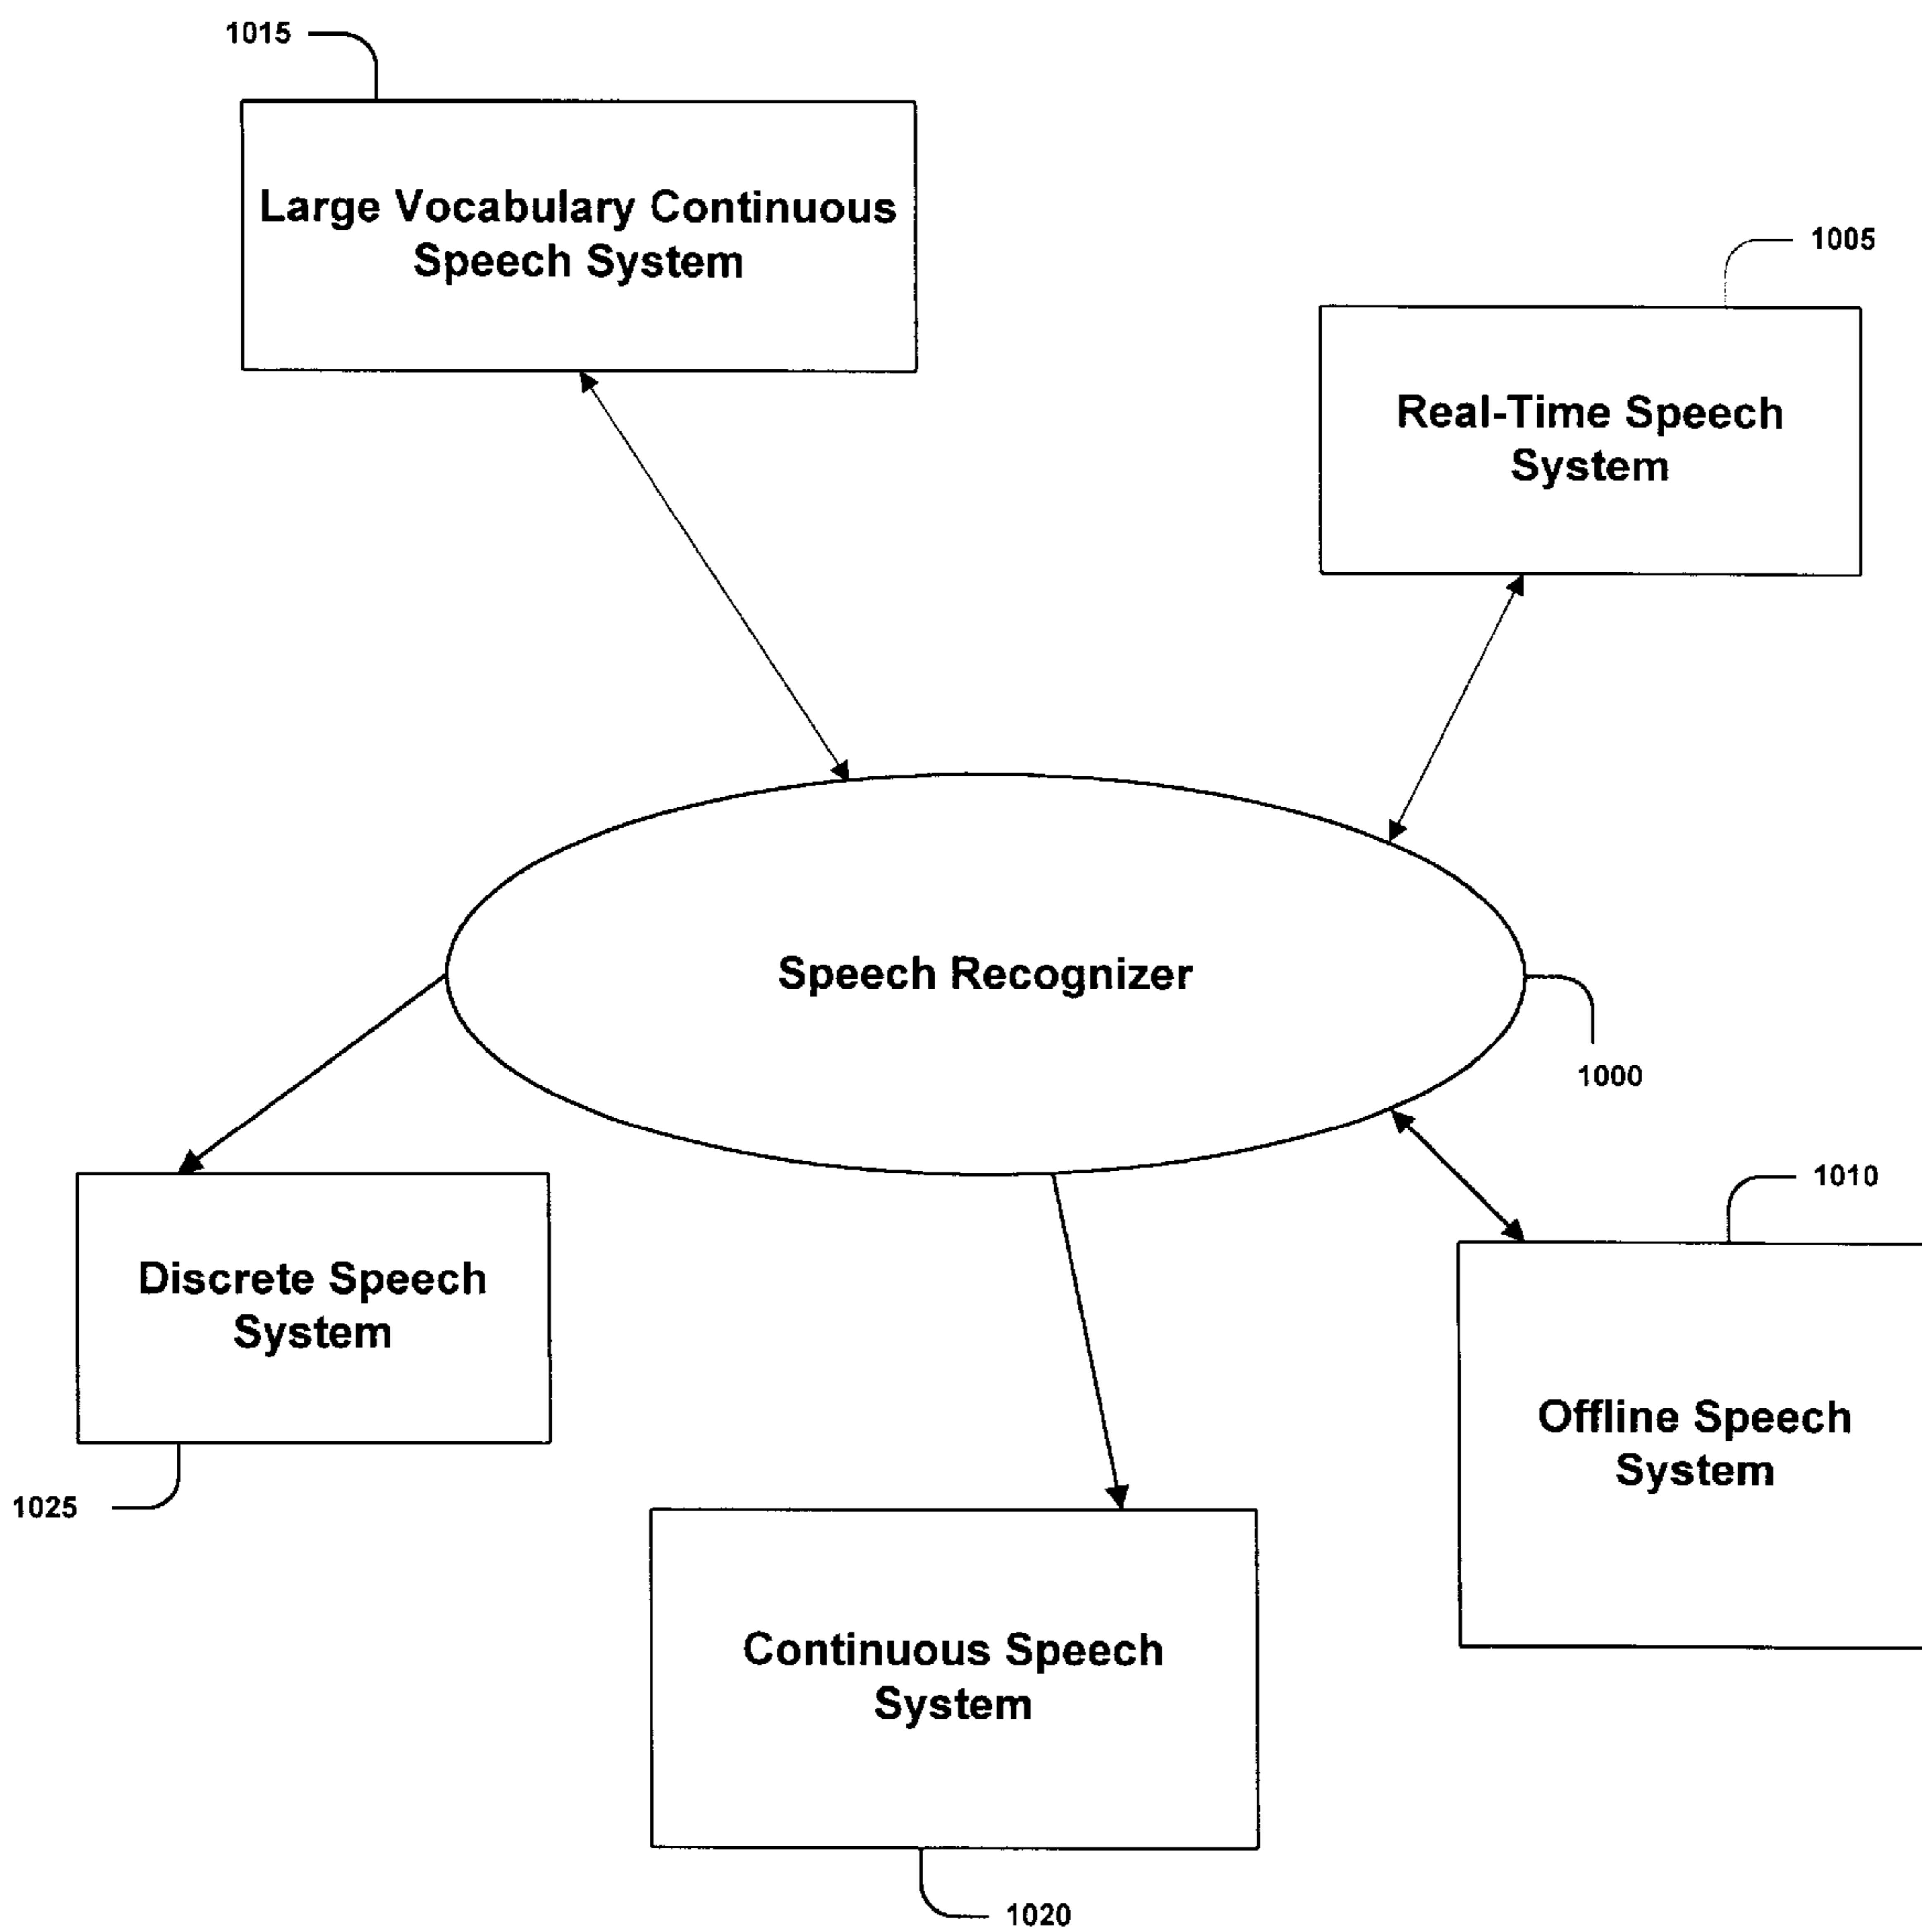 1015
Large Vocabulary Continuous
Speech System
1005
Real-Time Speech
System
Speech Recognizer
1000
1010
Discrete Speech
System
Offline Speech
System
1025
Continuous Speech
System
1020